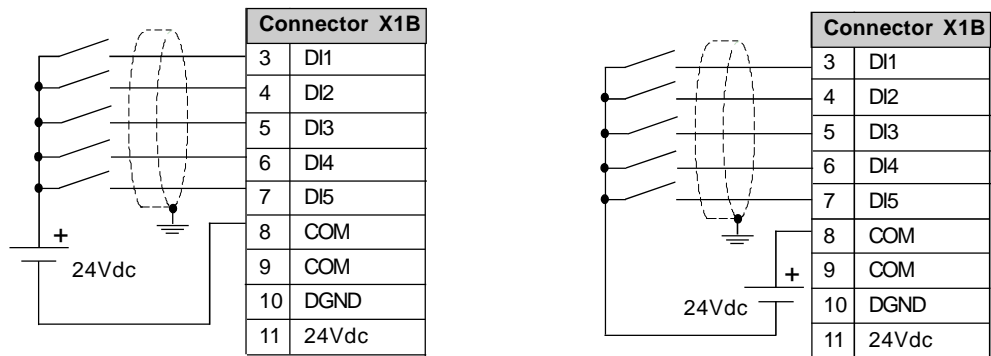 Connector X1B
3 DI1
4 DI2
5 DI3
6 DI4
7 DI5
8 COM
9 COM
10 DGND
11 24Vdc
+
24Vdc
Connector X1B
3 DI1
4 DI2
5 DI3
6 DI4
7 DI5
8 COM
9 COM
10 DGND
11 24Vdc
+
24Vdc